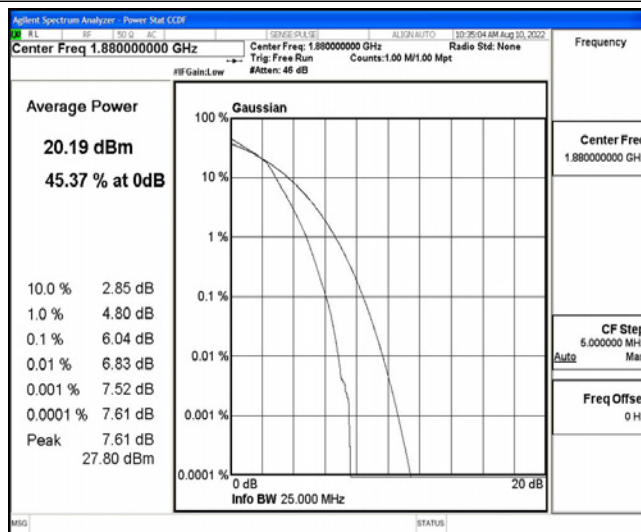 Agilent Spectrum Analyzer - Power Stat CCDF
RL RF 50 Ω AC SENSE:PULSE ALIGN AUTO 10:35:04 AM Aug 10, 2022
Center Freq 1.880000000 GHz
Center Freq: 1.880000000 GHz Radio Std: None
Trig: Free Run Counts:1.00 M/1.00 Mpt
#IFGain:Low #Atten: 46 dB
Frequency
Average Power
20.19 dBm
45.37 % at 0dB
10.0 % 2.85 dB
1.0 % 4.80 dB
0.1 % 6.04 dB
0.01 % 6.83 dB
0.001 % 7.52 dB
0.0001 % 7.61 dB
Peak 7.61 dB
27.80 dBm
Gaussian
100 %
10 %
1 %
0.1 %
0.01 %
0.001 %
0.0001 %
0 dB 20 dB
Info BW 25.000 MHz
Center Freq
1.880000000 GH
CF Step
5.000000 MH
Auto Ma
Freq Offse
0 H
MSG STATUS